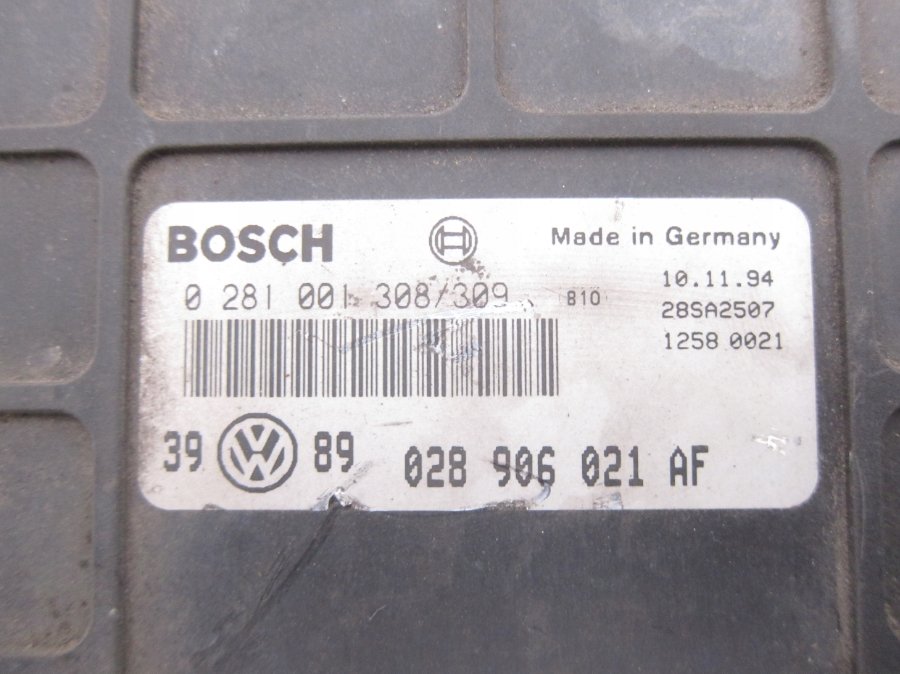 BOSCH Made in Germany
0 281 001 308/309 B10 10.11.94
28SA2507
1258 0021
39 89 028 906 021 AF